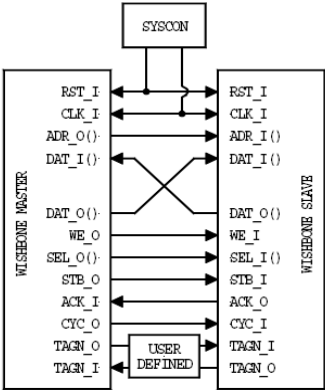 SYSCON
WISHBONE MASTER
WISHBONE SLAVE
RST_I RST_I
CLK_I CLK_I
ADR_O() ADR_I()
DAT_I() DAT_I()
DAT_O() DAT_O()
WE_O WE_I
SEL_O() SEL_I()
STB_O STB_I
ACK_I ACK_O
CYC_O CYC_I
TAGN_O TAGN_I
TAGN_I TAGN_O
USER
DEFINED